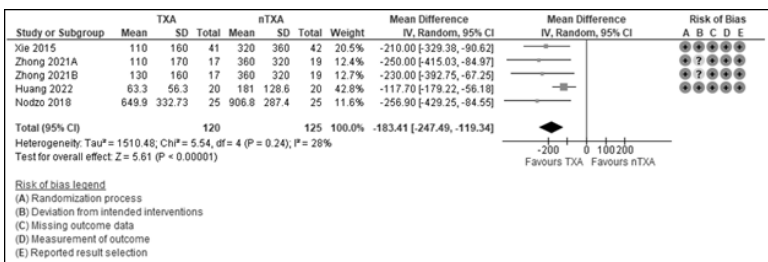 TXA nTXA Mean Difference Mean Difference Risk of Bias
Study or Subgroup Mean SD Total Mean SD Total Weight IV, Random, 95% CI IV, Random, 95% CI A B C D E
Xie 2015 110 160 41 320 360 42 20.5% -210.00 [-329.38, -90.62]
Zhong 2021A 110 170 17 360 320 19 12.4% -250.00 [-415.03, -84.97] ?
Zhong 2021B 130 160 17 360 320 19 12.6% -230.00 [-392.75, -67.25] ?
Huang 2022 63.3 56.3 20 181 128.6 20 42.8% -117.70 [-179.22, -56.18]
Nodzo 2018 649.9 332.73 25 906.8 287.4 25 11.6% -256.90 [-429.25, -84.55]
Total (95% CI) 120 125 100.0% -183.41 [-247.49, -119.34]
Heterogeneity: Tau² = 1510.48; Chi² = 5.54, df = 4 (P = 0.24); I² = 28%
Test for overall effect: Z = 5.61 (P < 0.00001)
-200 0 100 200
Favours TXA Favours nTXA
Risk of bias legend
(A) Randomization process
(B) Deviation from intended interventions
(C) Missing outcome data
(D) Measurement of outcome
(E) Reported result selection